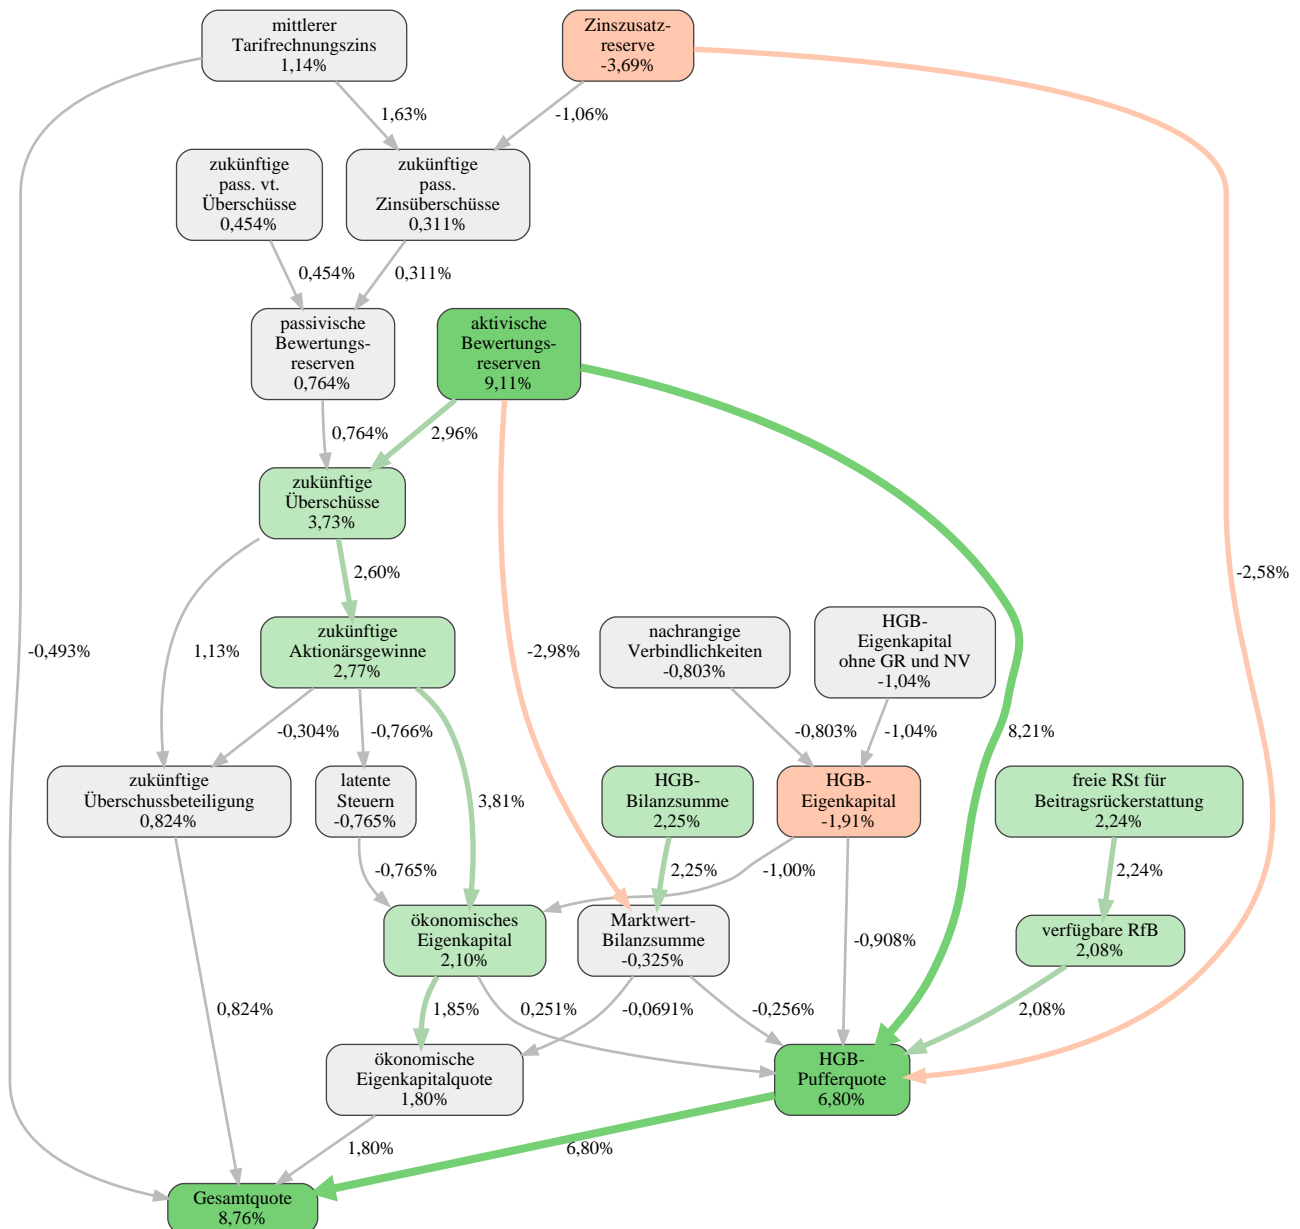 mittlerer
Tarifrechnungszins
1,14%
Zinszusatz-
reserve
-3,69%
1,63%
-1,06%
zukünftige
pass. vt.
Überschüsse
0,454%
zukünftige
pass.
Zinsüberschüsse
0,311%
0,454%
0,311%
passivische
Bewertungs-
reserven
0,764%
aktivische
Bewertungs-
reserven
9,11%
0,764%
2,96%
zukünftige
Überschüsse
3,73%
2,60%
-2,58%
zukünftige
Aktionärsgewinne
2,77%
nachrangige
Verbindlichkeiten
-0,803%
HGB-
Eigenkapital
ohne GR und NV
-1,04%
-0,493%
1,13%
-2,98%
-0,304%
-0,766%
-0,803%
-1,04%
8,21%
zukünftige
Überschussbeteiligung
0,824%
latente
Steuern
-0,765%
3,81%
HGB-
Bilanzsumme
2,25%
HGB-
Eigenkapital
-1,91%
freie RSt für
Beitragsrückerstattung
2,24%
-0,765%
2,25%
-1,00%
2,24%
ökonomisches
Eigenkapital
2,10%
Marktwert-
Bilanzsumme
-0,325%
-0,908%
verfügbare RfB
2,08%
0,824%
1,85%
0,251%
-0,0691%
-0,256%
2,08%
ökonomische
Eigenkapitalquote
1,80%
HGB-
Pufferquote
6,80%
1,80%
6,80%
Gesamtquote
8,76%